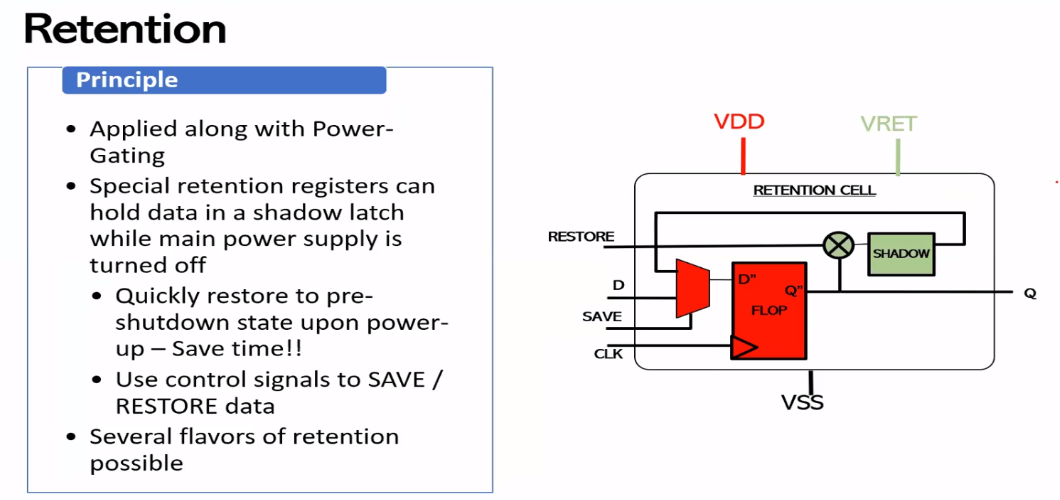 Retention
Principle
• Applied along with Power-
Gating
• Special retention registers can
hold data in a shadow latch
while main power supply is
turned off
• Quickly restore to pre-
shutdown state upon power-
up – Save time!!
• Use control signals to SAVE /
RESTORE data
• Several flavors of retention
possible
VDD
VRET
RETENTION CELL
RESTORE
SHADOW
D
D"
Q"
FLOP
Q
SAVE
CLK
VSS